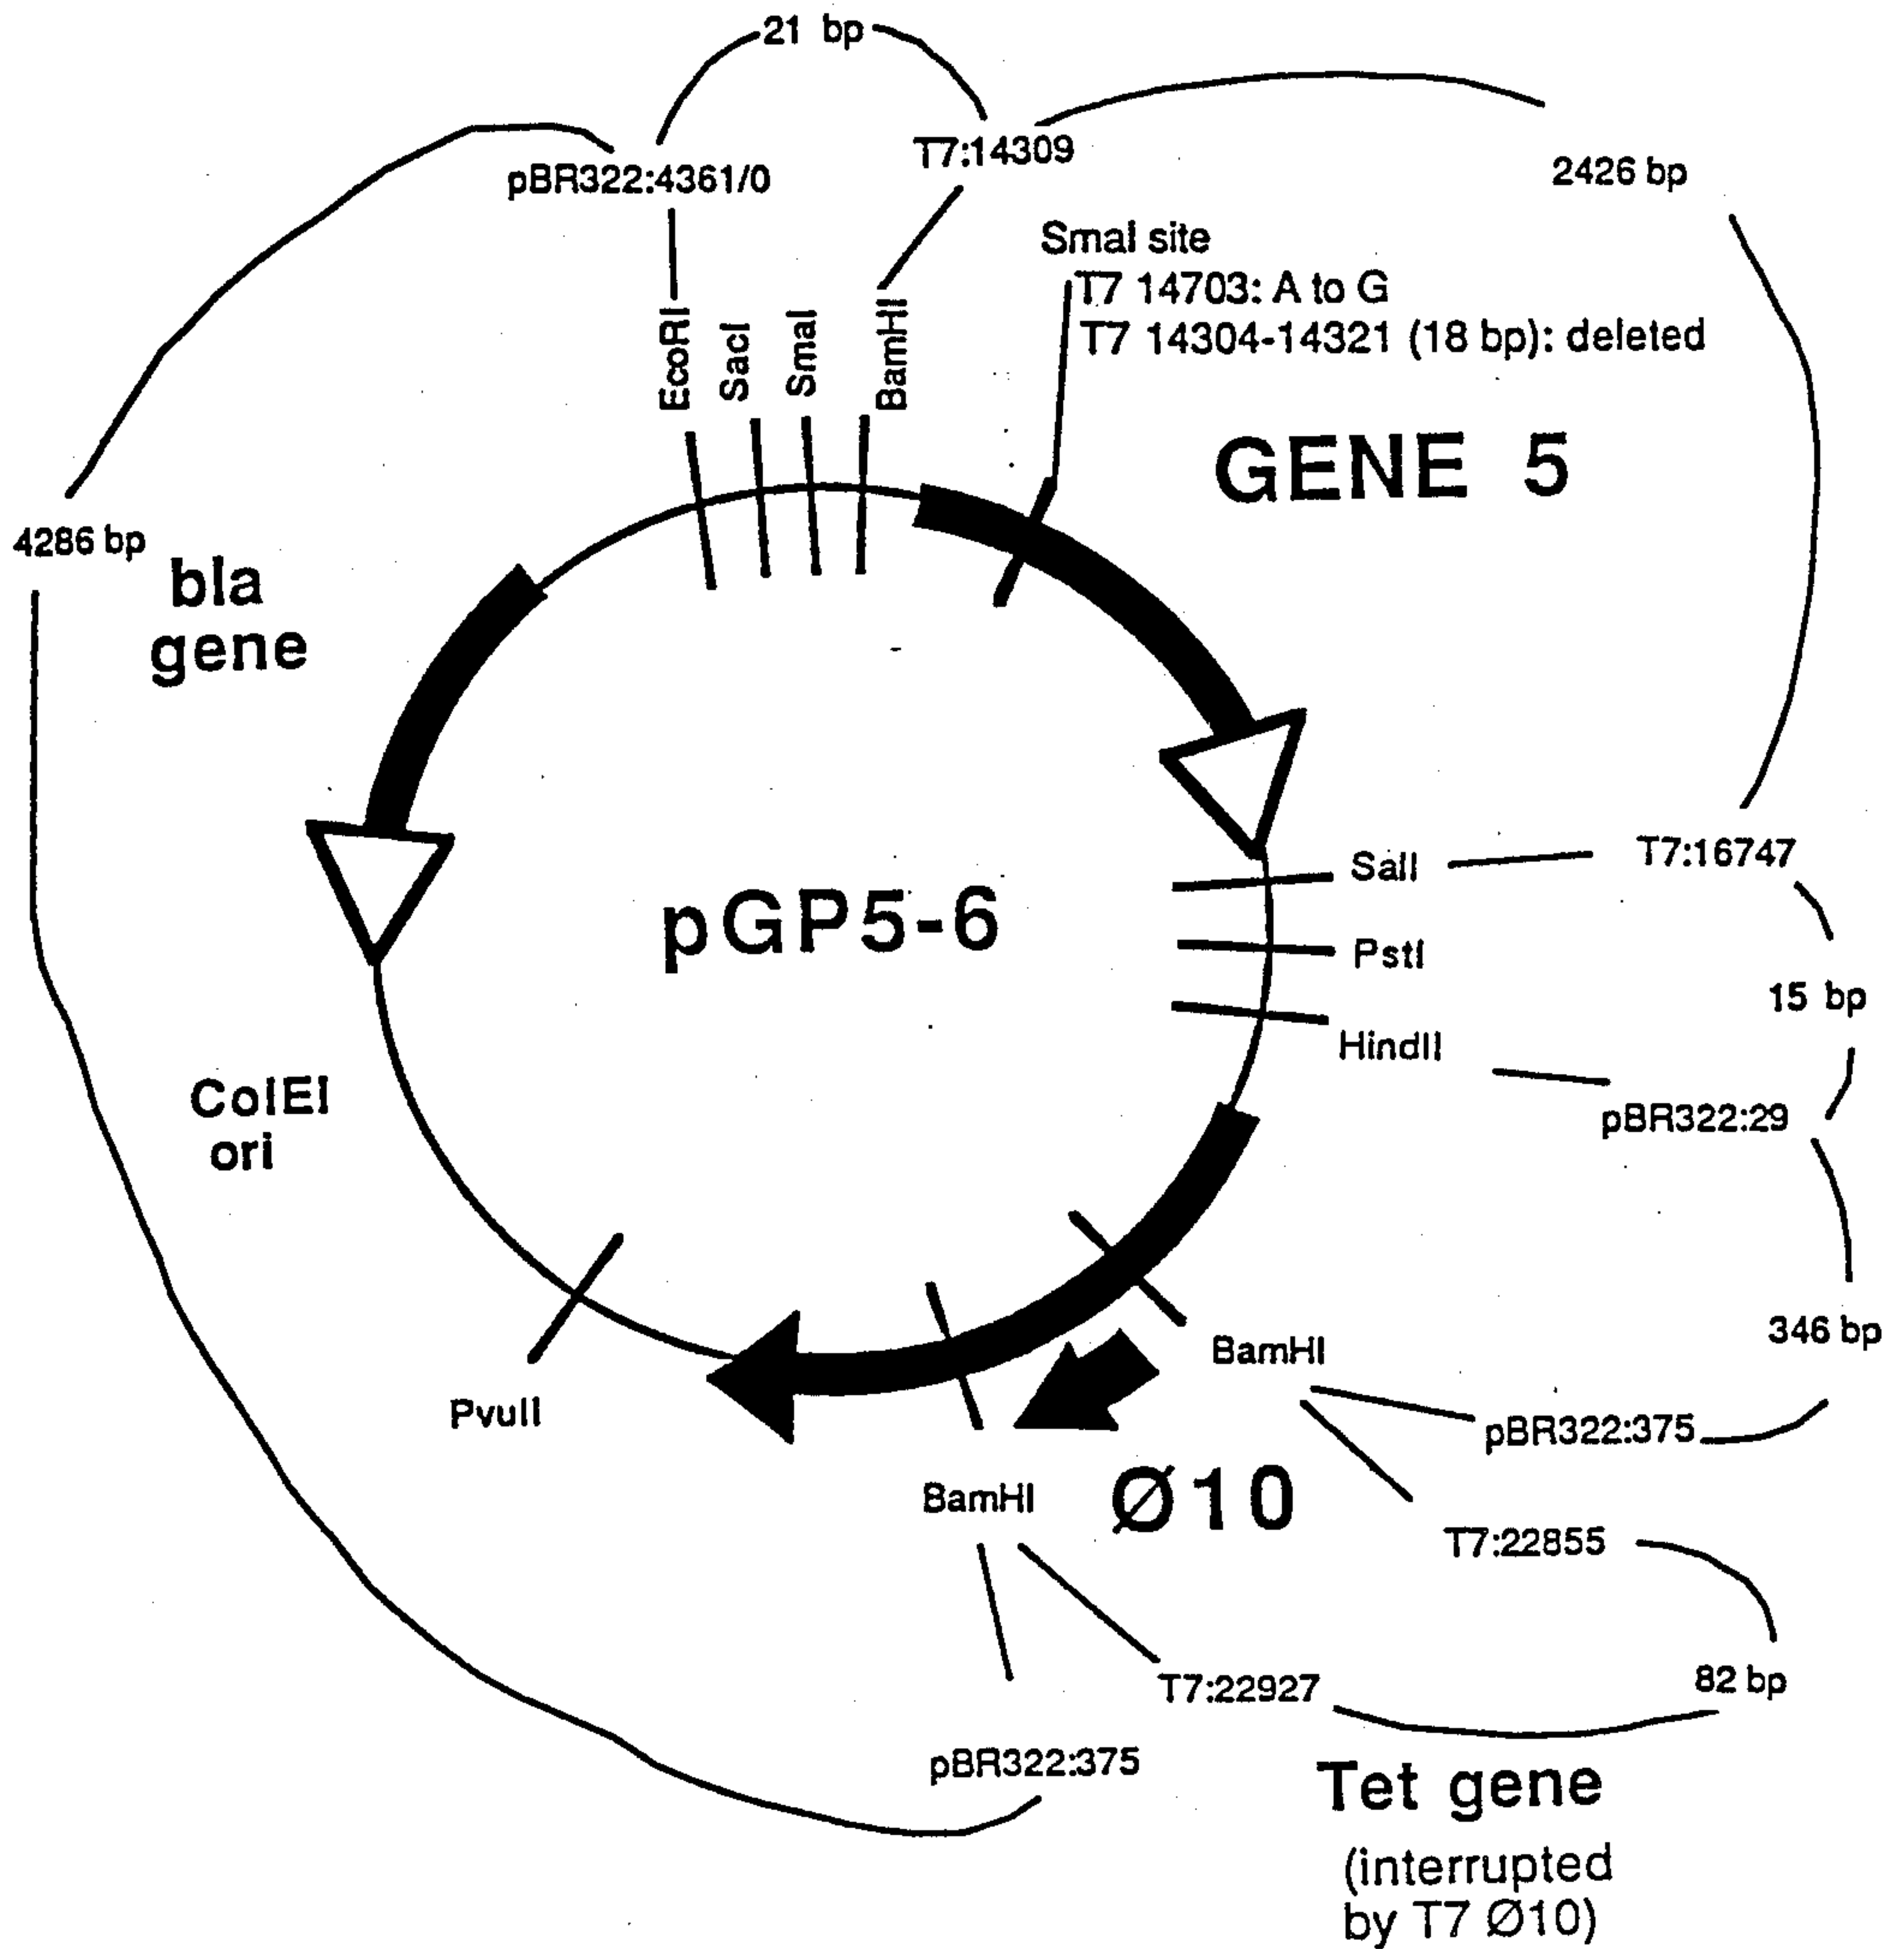 21 bp
pBR322:4361/0
T7:14309
2426 bp
SmaI site
T7 14703: A to G
T7 14304-14321 (18 bp): deleted
EcoRI
SacI
SmaI
BamHI
GENE 5
4286 bp
bla
gene
SalI
T7:16747
pGP5-6
PstI
15 bp
HindII
pBR322:29
ColEI
ori
346 bp
BamHI
PvuII
pBR322:375
BamHI
Ø10
T7:22855
T7:22927
82 bp
pBR322:375
Tet gene
(interrupted
by T7 Ø10)